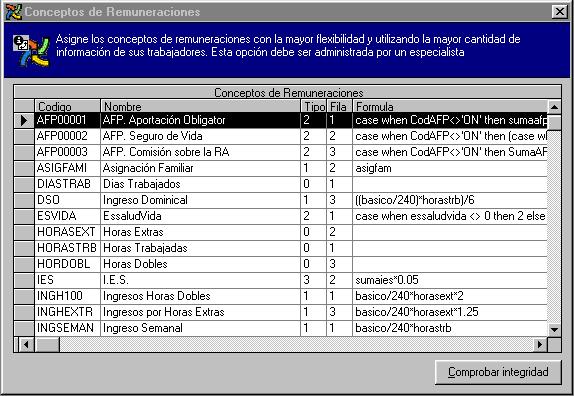 Conceptos de Remuneraciones
Asigne los conceptos de remuneraciones con la mayor flexibilidad y utilizando la mayor cantidad de
información de sus trabajadores. Esta opción debe ser administrada por un especialista
Conceptos de Remuneraciones
Codigo Nombre Tipo Fila Formula
AFP00001 AFP. Aportación Obligator 2 1 case when CodAFP<>'ON' then sumaafp
AFP00002 AFP. Seguro de Vida 2 2 case when CodAFP<>'ON' then (case w
AFP00003 AFP. Comisión sobre la RA 2 3 case when CodAFP<>'ON' then SumaAF
ASIGFAMI Asignación Familiar 1 2 asigfam
DIASTRAB Dias Trabajados 0 1
DSO Ingreso Dominical 1 3 ((basico/240)*horastrb)/6
ESVIDA EssaludVida 2 1 case when essaludvida <> 0 then 2 else
HORASEXT Horas Extras 0 2
HORASTRB Horas Trabajadas 0 1
HORDOBL Horas Dobles 0 3
IES I.E.S. 3 2 sumaies*0.05
INGH100 Ingresos Horas Dobles 1 1 basico/240*horasext*2
INGHEXTR Ingresos por Horas Extras 1 3 basico/240*horasext*1.25
INGSEMAN Ingreso Semanal 1 1 basico/240*horastrb
Comprobar integridad